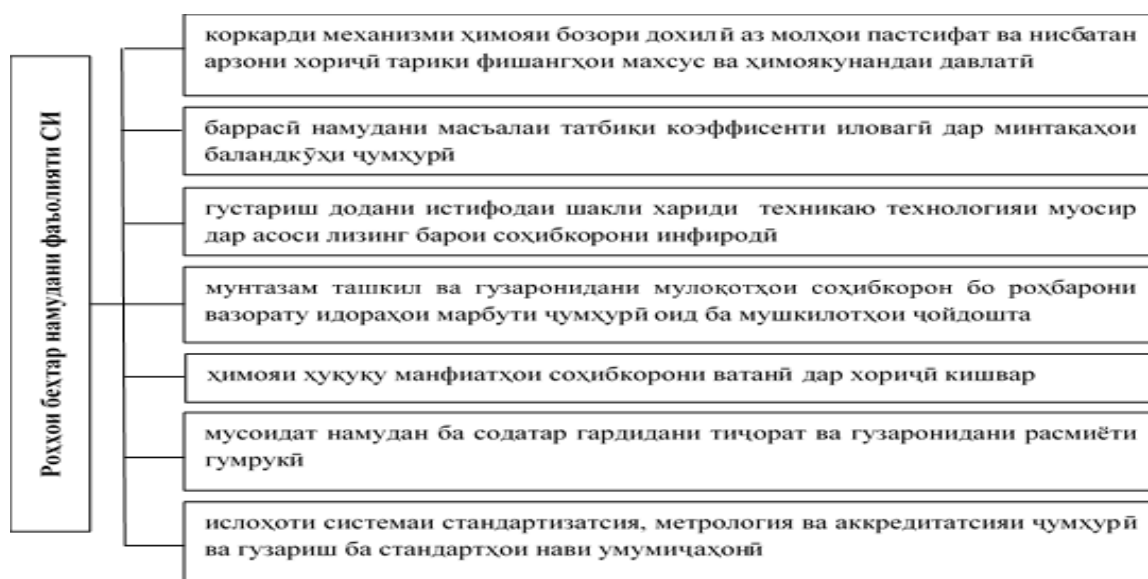 Роҳҳои беҳтар намудани фаъолияти СИ
коркарди механизми ҳимояи бозори дохилӣ аз молҳои пастсифат ва нисбатан
арзони хориҷӣ тариқи фишангҳои махсус ва ҳимоякунандаи давлатӣ
баррасӣ намудани масъалаи татбиқи коэффисенти иловагӣ дар минтақаҳои
баландкӯҳи ҷумҳурӣ
густариш додани истифодаи шакли хариди техникаю технологияи муосир
дар асоси лизинг барои соҳибкорони инфиродӣ
мунтазам ташкил ва гузаронидани мулоқотҳои соҳибкорон бо роҳбарони
вазорату идораҳои марбути ҷумҳурӣ оид ба мушкилотҳои ҷойдошта
ҳимояи ҳуқуқу манфиатҳои соҳибкорони ватанӣ дар хориҷӣ кишвар
мусоидат намудан ба содатар гардидани тиҷорат ва гузаронидани расмиёти
гумрукӣ
ислоҳоти системаи стандартизатсия, метрология ва аккредитатсияи ҷумҳурӣ
ва гузариш ба стандартҳои нави умумиҷаҳонӣ